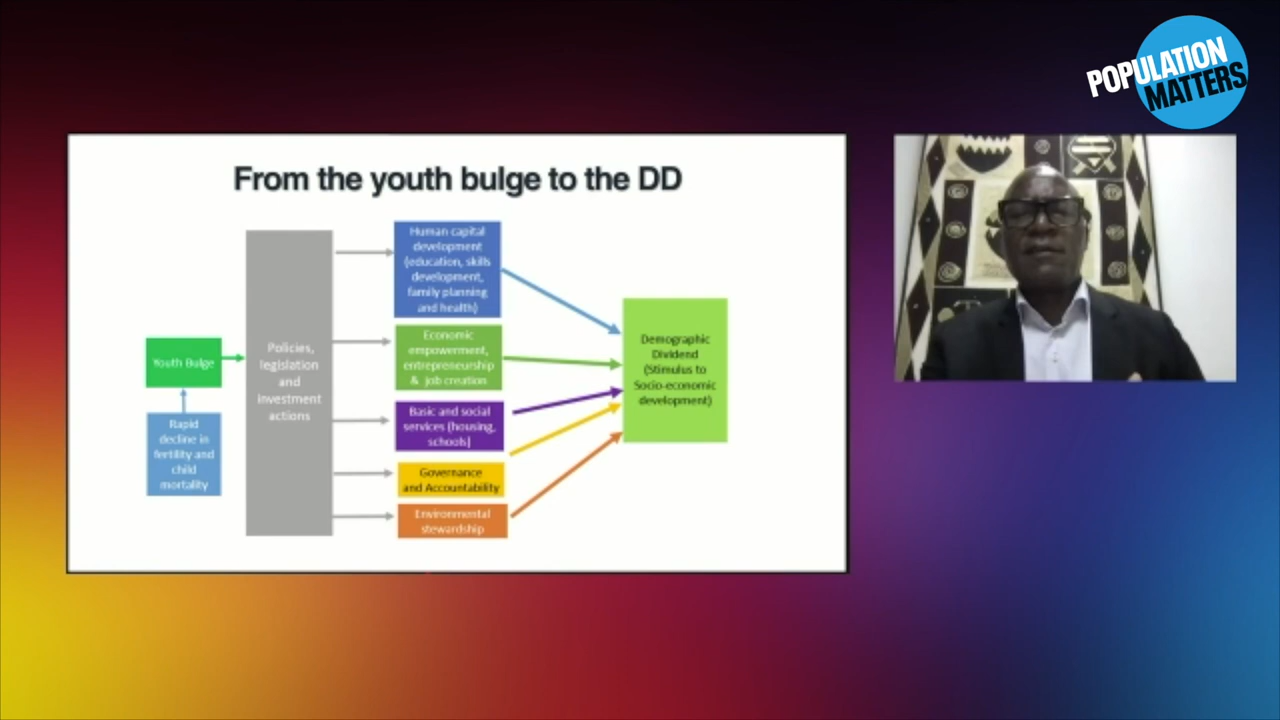 POPULATION
MATTERS
From the youth bulge to the DD
Rapid
decline in
fertility and
child
mortality
Youth Bulge
Policies,
legislation
and
investment
actions
Human capital
development
(education, skills
development,
family planning
and health)
Economic
empowerment,
entrepreneurship
& job creation
Basic and social
services (housing,
schools)
Governance
and Accountability
Environmental
stewardship
Demographic
Dividend
(Stimulus to
Socio-economic
development)